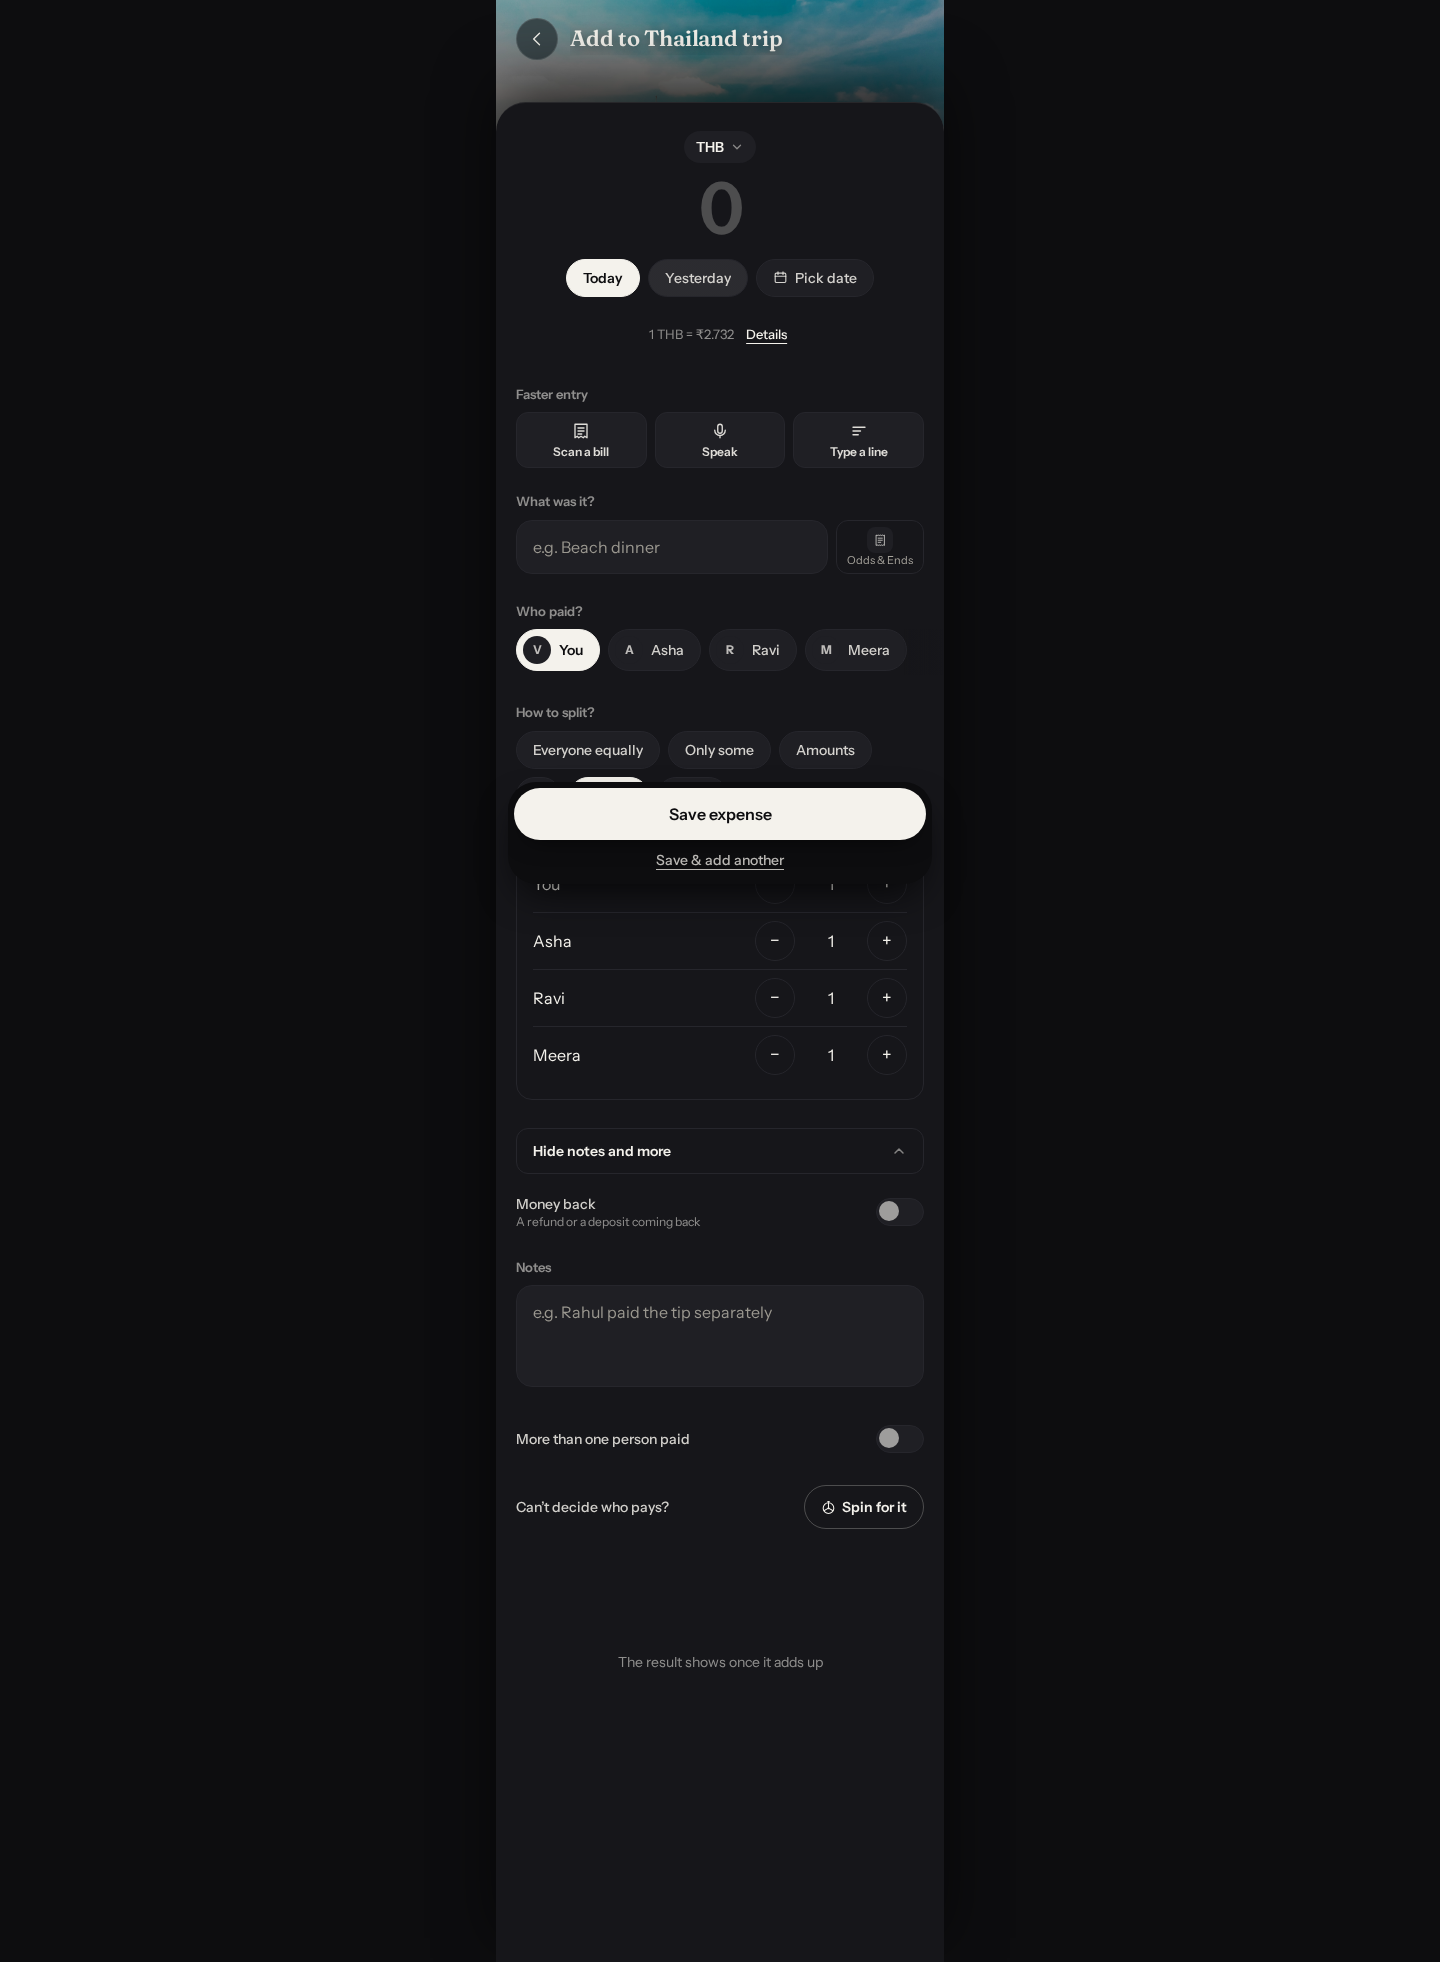 Add to Thailand trip
THB
0
Today Yesterday Pick date
1 THB = ₹2.732 Details
Faster entry
Scan a bill Speak Type a line
What was it?
e.g. Beach dinner
Odds & Ends
Who paid?
V You A Asha R Ravi M Meera
How to split?
Everyone equally Only some Amounts
Save expense
Save & add another
You 1 +
Asha − 1 +
Ravi − 1 +
Meera − 1 +
Hide notes and more
Money back
A refund or a deposit coming back
Notes
e.g. Rahul paid the tip separately
More than one person paid
Can't decide who pays? Spin for it
The result shows once it adds up